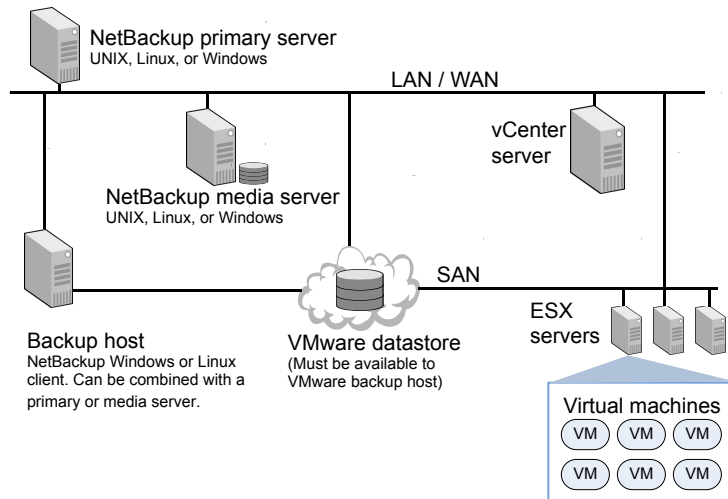 NetBackup primary server
UNIX, Linux, or Windows
LAN / WAN
vCenter
server
NetBackup media server
UNIX, Linux, or Windows
SAN
ESX
servers
Backup host
NetBackup Windows or Linux
client. Can be combined with a
primary or media server.
VMware datastore
(Must be available to
VMware backup host)
Virtual machines
VM VM VM
VM VM VM